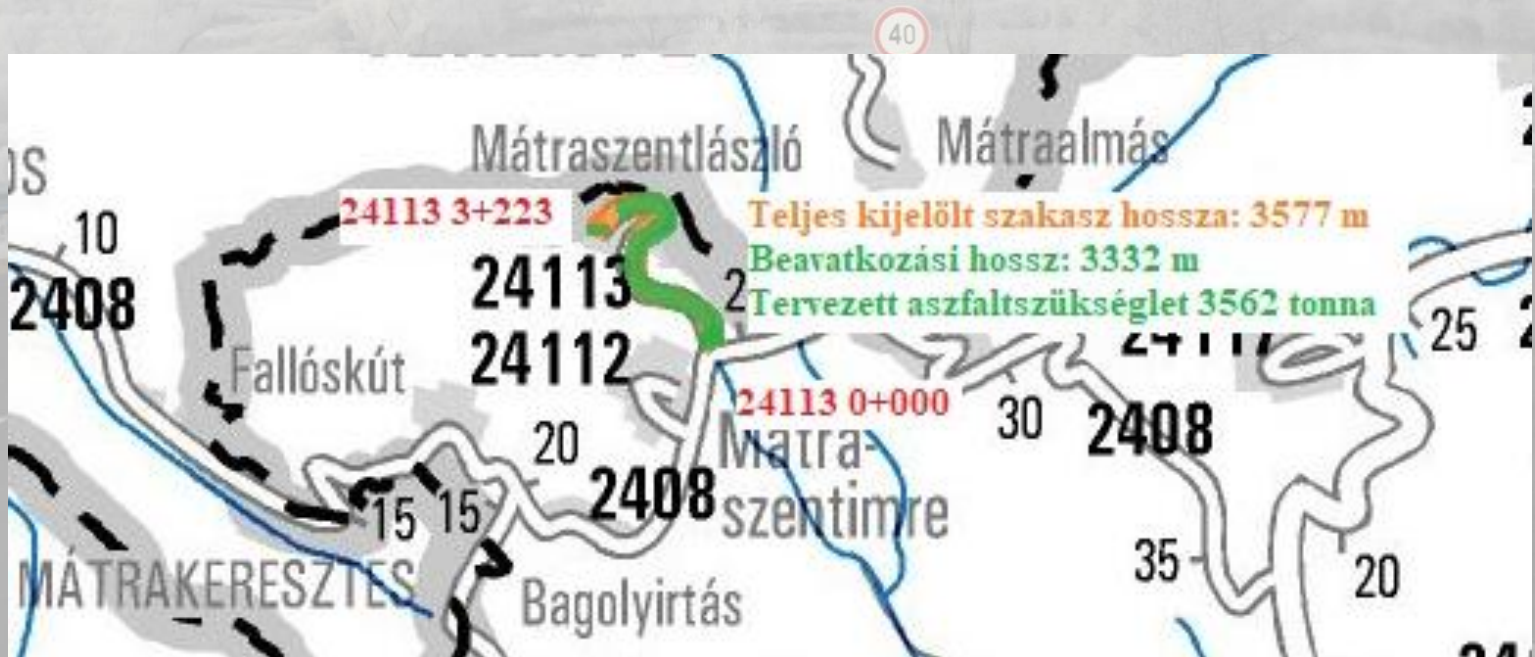 40
Mátraszentlászló
Mátraalmás
24113 3+223
Teljes kijelölt szakasz hossza: 3577 m
10
24113
Beavatkozási hossz: 3332 m
2408
Tervezett aszfaltszükséglet 3562 tonna
25
24112
Fallóskút
24113 0+000
30
2408
20
Mátra-
2408
szentimre
15
15
35
20
MÁTRAKERESZTES
Bagolyirtás